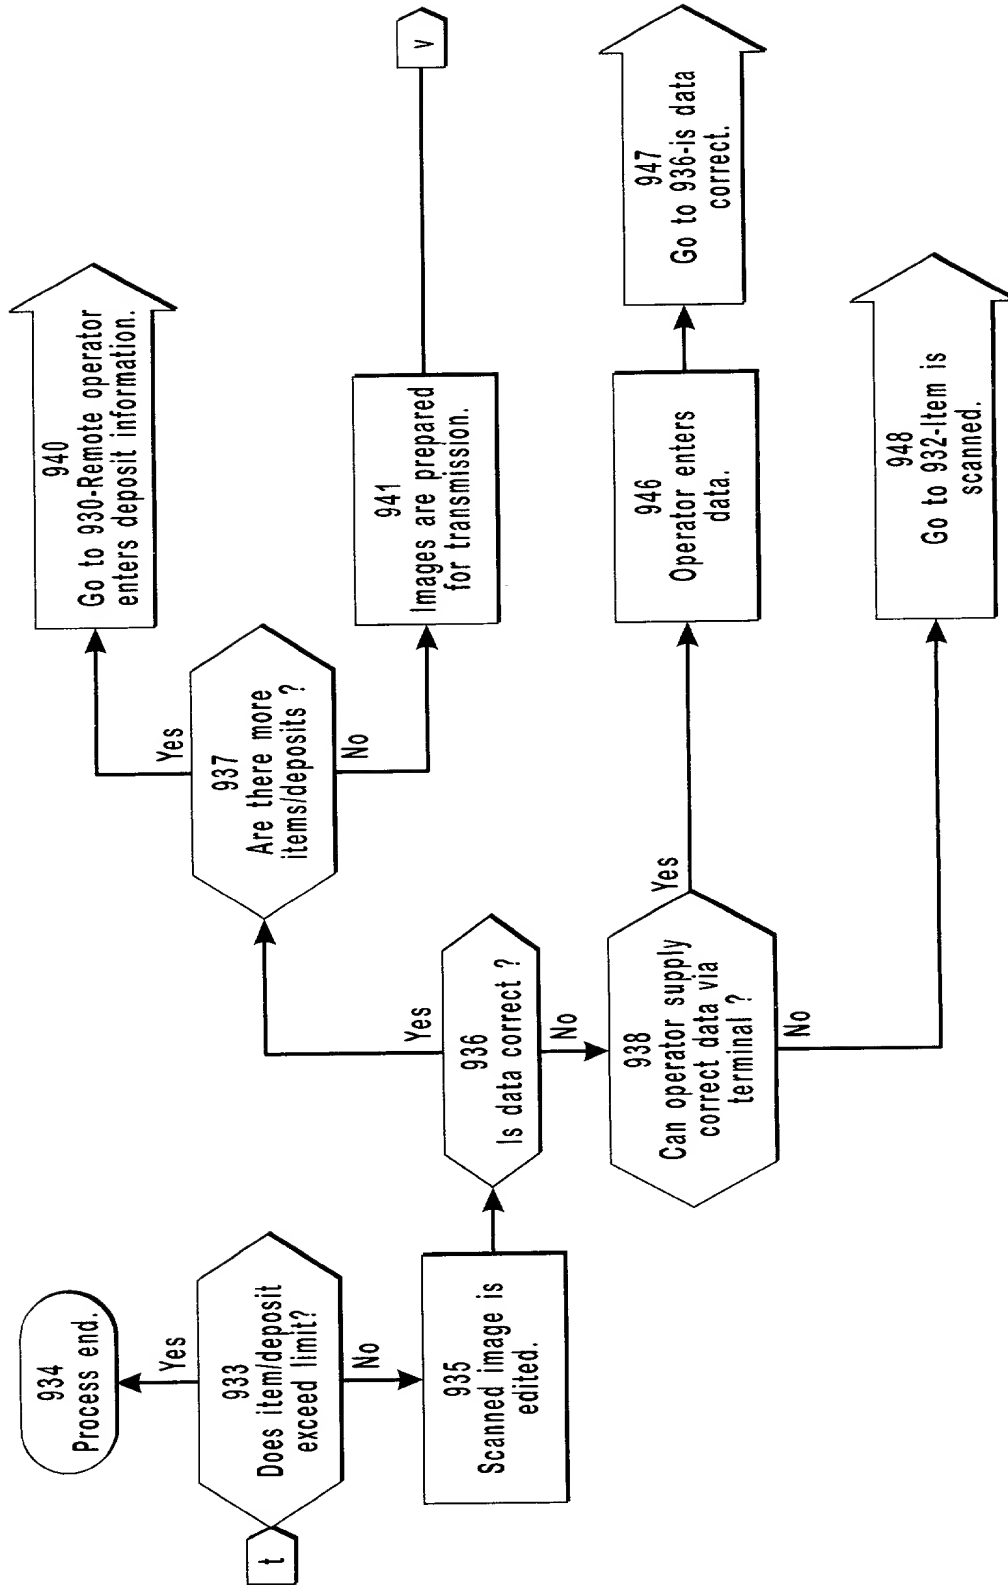 t
933
Does item/deposit
exceed limit?
Yes
934
Process end.
No
935
Scanned image is
edited.
936
Is data correct ?
Yes
937
Are there more
items/deposits ?
Yes
940
Go to 930-Remote operator
enters deposit information.
No
941
Images are prepared
for transmission.
v
No
938
Can operator supply
correct data via
terminal ?
Yes
946
Operator enters
data.
947
Go to 936-is data
correct.
No
948
Go to 932-Item is
scanned.